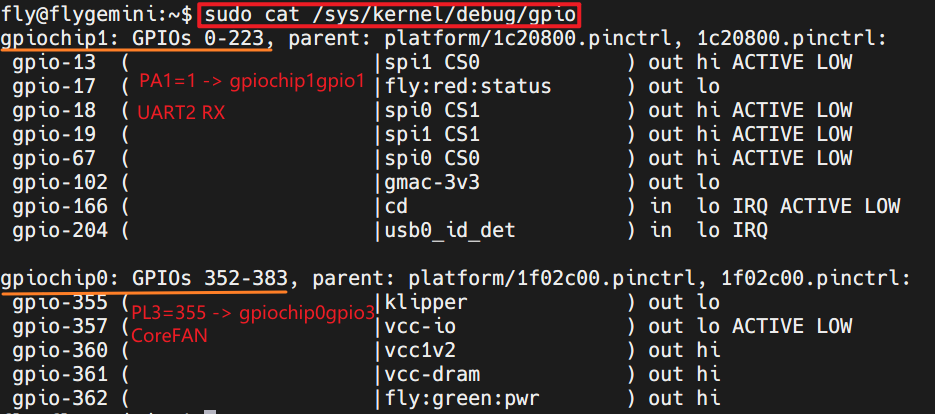 fly@flygemini:~$ sudo cat /sys/kernel/debug/gpio
gpiochip1: GPIOs 0-223, parent: platform/1c20800.pinctrl, 1c20800.pinctrl:
gpio-13 ( |spi1 CS0 ) out hi ACTIVE LOW
gpio-17 ( PA1=1 -> gpiochip1gpio1 |fly:red:status ) out lo
gpio-18 ( UART2 RX |spi0 CS1 ) out hi ACTIVE LOW
gpio-19 ( |spi1 CS1 ) out hi ACTIVE LOW
gpio-67 ( |spi0 CS0 ) out hi ACTIVE LOW
gpio-102 ( |gmac-3v3 ) out lo
gpio-166 ( |cd ) in lo IRQ ACTIVE LOW
gpio-204 ( |usb0_id_det ) in lo IRQ
gpiochip0: GPIOs 352-383, parent: platform/1f02c00.pinctrl, 1f02c00.pinctrl:
gpio-355 ( PL3=355 -> gpiochip0gpio3 |klipper ) out lo
gpio-357 ( CoreFAN |vcc-io ) out lo ACTIVE LOW
gpio-360 ( |vcc1v2 ) out hi
gpio-361 ( |vcc-dram ) out hi
gpio-362 ( |fly:green:pwr ) out hi